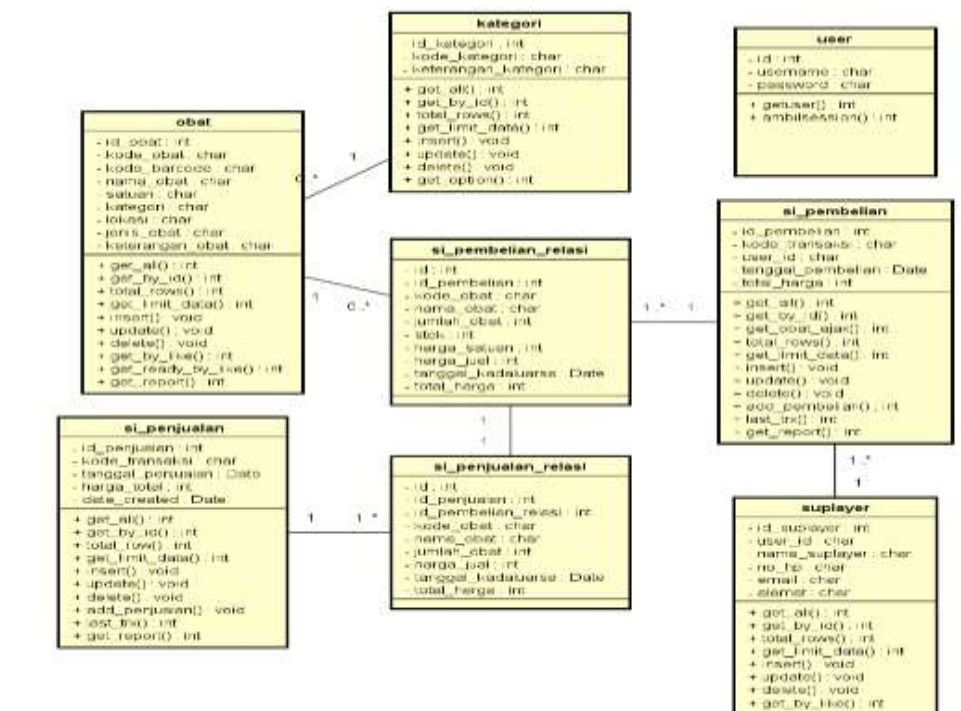 kategori
- id_kategori : int
- kode_kategori : char
- keterangan_kategori : char
+ get_all() : int
+ get_by_id() : int
+ total_rows() : int
+ get_limit_data() : int
+ insert() : void
+ update() : void
+ delete() : void
+ get_option() : int
user
- id : int
- username : char
- password : char
+ getuser() : int
+ ambilsession() : int
obat
- id_obat : int
- kode_obat : char
- kode_barcode : char
- nama_obat : char
- satuan : char
- kategori : char
- lokasi : char
- jenis_obat : char
- keterangan_obat : char
+ get_all() : int
+ get_by_id() : int
+ total_rows() : int
+ get_limit_data() : int
+ insert() : void
+ update() : void
+ delete() : void
+ get_by_like() : int
+ get_ready_by_like() : int
+ get_report() : int
1
0..*
1
0..*
si_pembelian_relasi
- id : int
- id_pembelian : int
- kode_obat : char
- nama_obat : char
- jumlah_obat : int
- stok : int
- harga_satuan : int
- harga_jual : int
- tanggal_kadaluarsa : Date
- total_harga : int
1..* 1
si_pembelian
- id_pembelian : int
- kode_transaksi : char
- user_id : char
- tanggal_pembelian : Date
- total_harga : int
+ get_all() : int
+ get_by_id() : int
+ get_obat_ajax() : int
+ total_rows() : int
+ get_limit_data() : int
- insert() : void
+ update() : void
+ delete() : void
+ add_pembelian() : int
+ last_trx() : int
- get_report() : int
1
1
si_penjualan
- id_penjualan : int
- kode_transaksi : char
- tanggal_penjualan : Date
- harga_total : int
- date_created : Date
+ get_all() : int
+ get_by_id() : int
+ total_row() : int
+ get_limit_data() : int
+ insert() : void
+ update() : void
+ delete() : void
+ add_penjualan() : void
+ last_trx() : int
+ get_report() : int
1 1..*
si_penjualan_relasi
- id : int
- id_penjualan : int
- id_pembelian_relasi : int
- kode_obat : char
- nama_obat : char
- jumlah_obat : int
- harga_jual : int
- tanggal_kadaluarsa : Date
- total_harga : int
1..*
1
suplayer
- id_suplayer : int
- user_id : char
- nama_suplayer : char
- no_hp : char
- email : char
- alamat : char
+ get_all() : int
+ get_by_id() : int
+ total_rows() : int
+ get_limit_data() : int
+ insert() : void
+ update() : void
+ delete() : void
+ get_by_like() : int